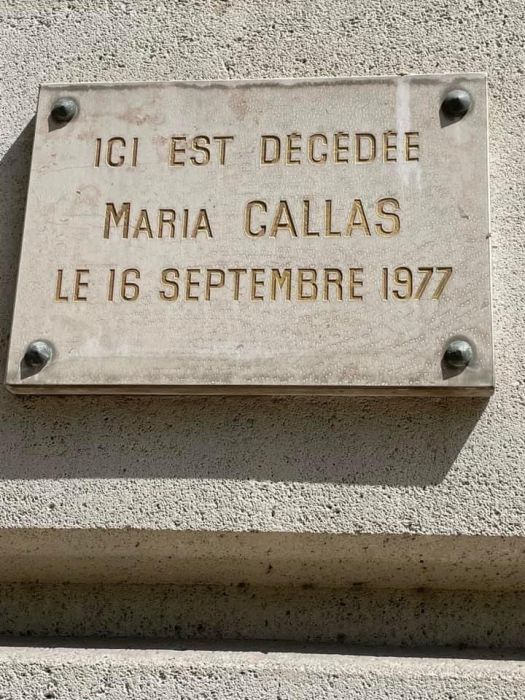 ICI EST DÉCÉDÉE
MARIA CALLAS
LE 16 SEPTEMBRE 1977